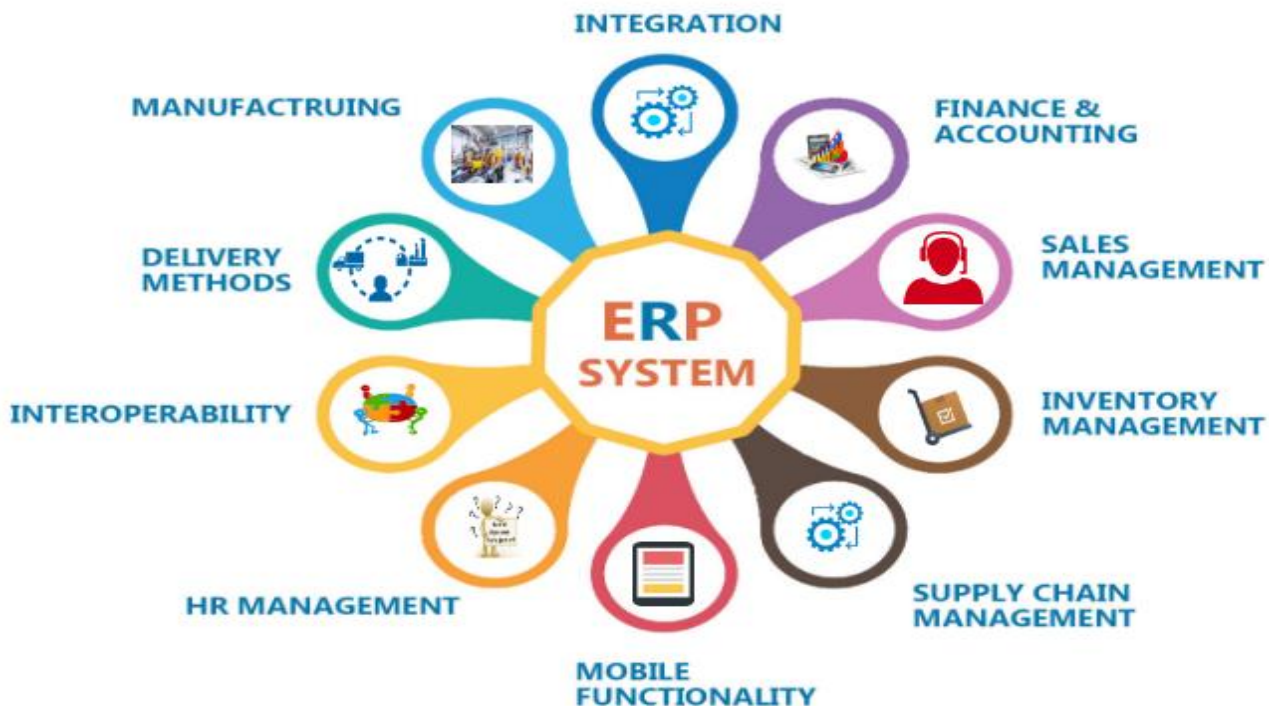 INTEGRATION
MANUFACTRUING
FINANCE &
ACCOUNTING
DELIVERY
METHODS
SALES
MANAGEMENT
ERP
SYSTEM
INTEROPERABILITY
INVENTORY
MANAGEMENT
HR MANAGEMENT
SUPPLY CHAIN
MANAGEMENT
MOBILE
FUNCTIONALITY